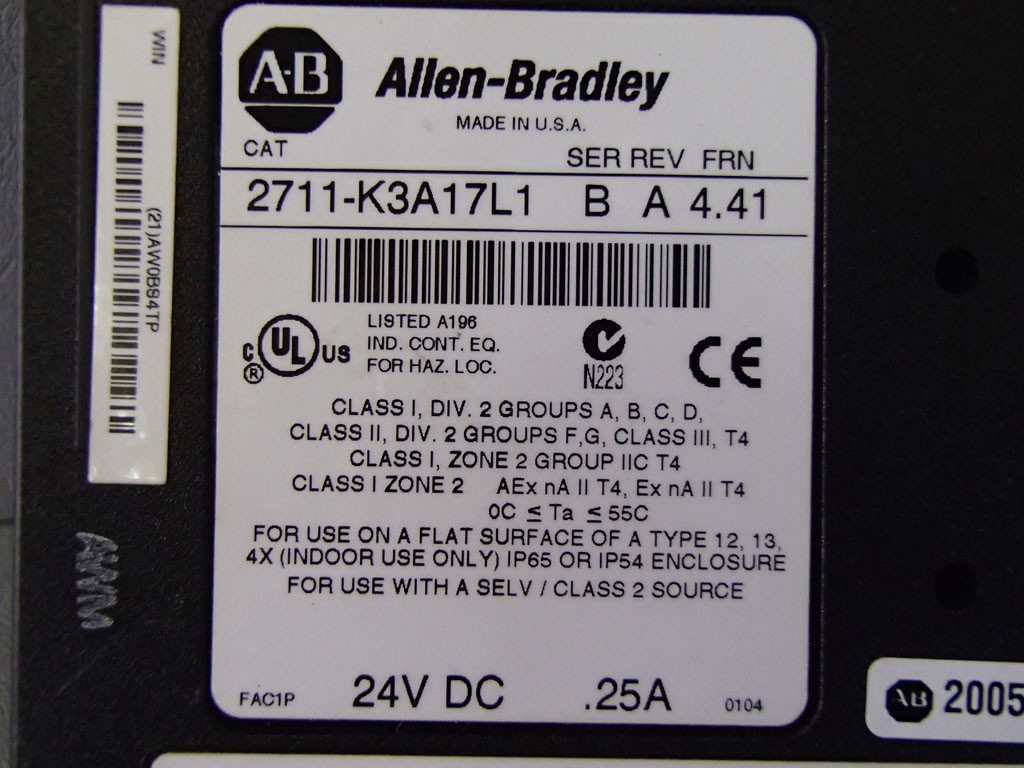 WIN
(21)AW0BS4TP
A-B
Allen-Bradley
MADE IN U.S.A.
CAT SER REV FRN
2711-K3A17L1 B A 4.41
C UL US
®
LISTED A196
IND. CONT. EQ.
FOR HAZ. LOC.
N223
CE
CLASS I, DIV. 2 GROUPS A, B, C, D,
CLASS II, DIV. 2 GROUPS F,G, CLASS III, T4
CLASS I, ZONE 2 GROUP IIC T4
CLASS I ZONE 2 AEx nA II T4, Ex nA II T4
0C ≤ Ta ≤ 55C
FOR USE ON A FLAT SURFACE OF A TYPE 12, 13,
4X (INDOOR USE ONLY) IP65 OR IP54 ENCLOSURE
FOR USE WITH A SELV / CLASS 2 SOURCE
FAC1P 24V DC .25A 0104
AB 2005